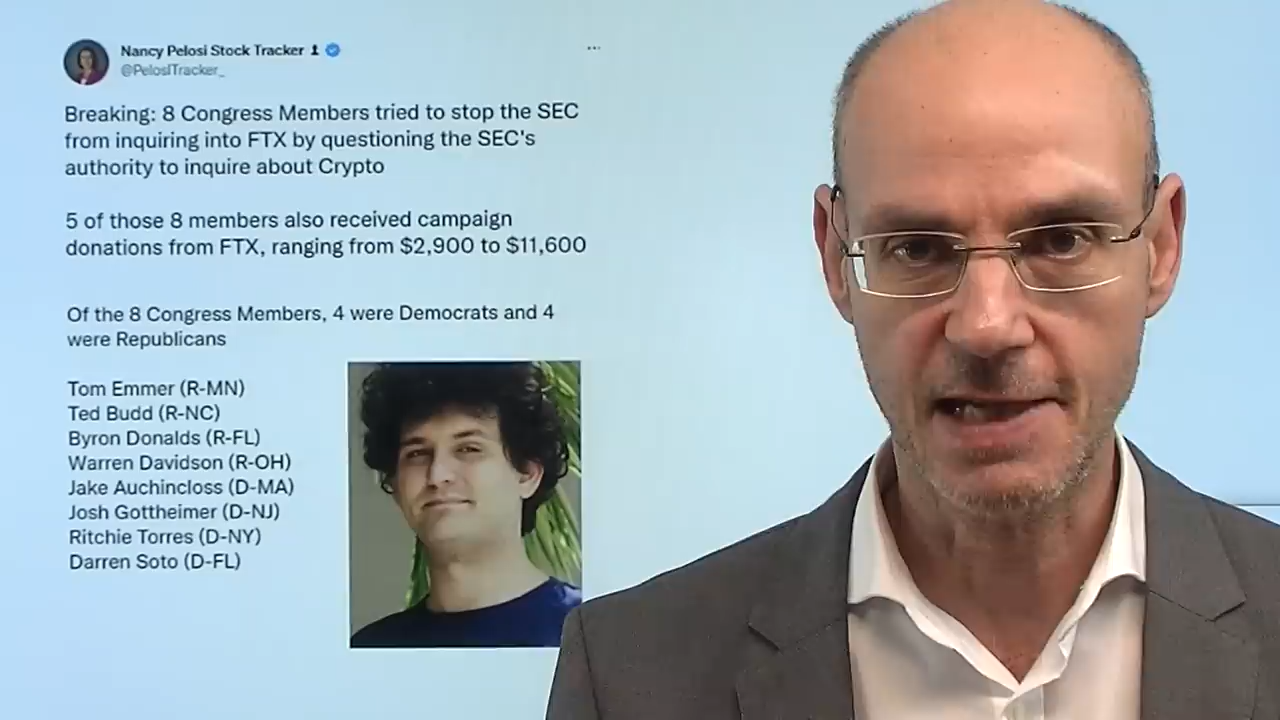 Nancy Pelosi Stock Tracker
@PelosiTracker_
Breaking: 8 Congress Members tried to stop the SEC
from inquiring into FTX by questioning the SEC's
authority to inquire about Crypto
5 of those 8 members also received campaign
donations from FTX, ranging from $2,900 to $11,600
Of the 8 Congress Members, 4 were Democrats and 4
were Republicans
Tom Emmer (R-MN)
Ted Budd (R-NC)
Byron Donalds (R-FL)
Warren Davidson (R-OH)
Jake Auchincloss (D-MA)
Josh Gottheimer (D-NJ)
Ritchie Torres (D-NY)
Darren Soto (D-FL)